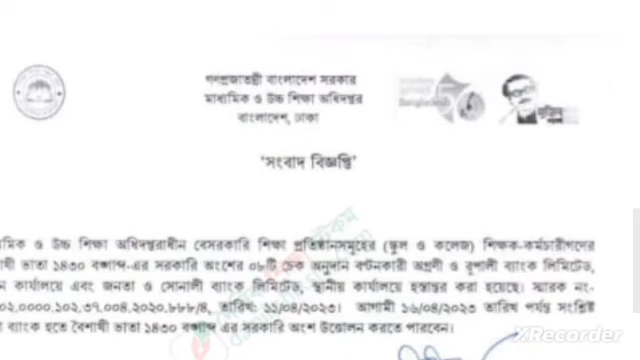 গণপ্রজাতন্ত্রী বাংলাদেশ সরকার
মাধ্যমিক ও উচ্চ শিক্ষা অধিদপ্তর
বাংলাদেশ, ঢাকা
'সংবাদ বিজ্ঞপ্তি'
ও উচ্চ শিক্ষা অধিদপ্তরাধীন বেসরকারি শিক্ষা প্রতিষ্ঠানসমূহের (স্কুল ও কলেজ) শিক্ষক-কর্মচারীগণের
ভাতা ১৪৩০ বঙ্গাব্দ-এর সরকারি অংশের ০৮টি চেক অনুদান বণ্টনকারী অগ্রণী ও রূপালী ব্যাংক লিমিটেড,
কার্যালয়ে এবং জনতা ও সোনালী ব্যাংক লিমিটেড, স্থানীয় কার্যালয়ে হস্তান্তর করা হয়েছে। স্মারক নং-
০২.০০০০.১০২.৩৭.০০৪.২০২০.৮৮৮/৪, তারিখ: ১১/০৪/২০২৩। আগামী ১৬/০৪/২০২৩ তারিখ পর্যন্ত সংশ্লিষ্ট
ব্যাংক হতে বৈশাখী ভাতা ১৪৩০ বঙ্গাব্দ এর সরকারি অংশ উত্তোলন করতে পারবেন।
XRecorder